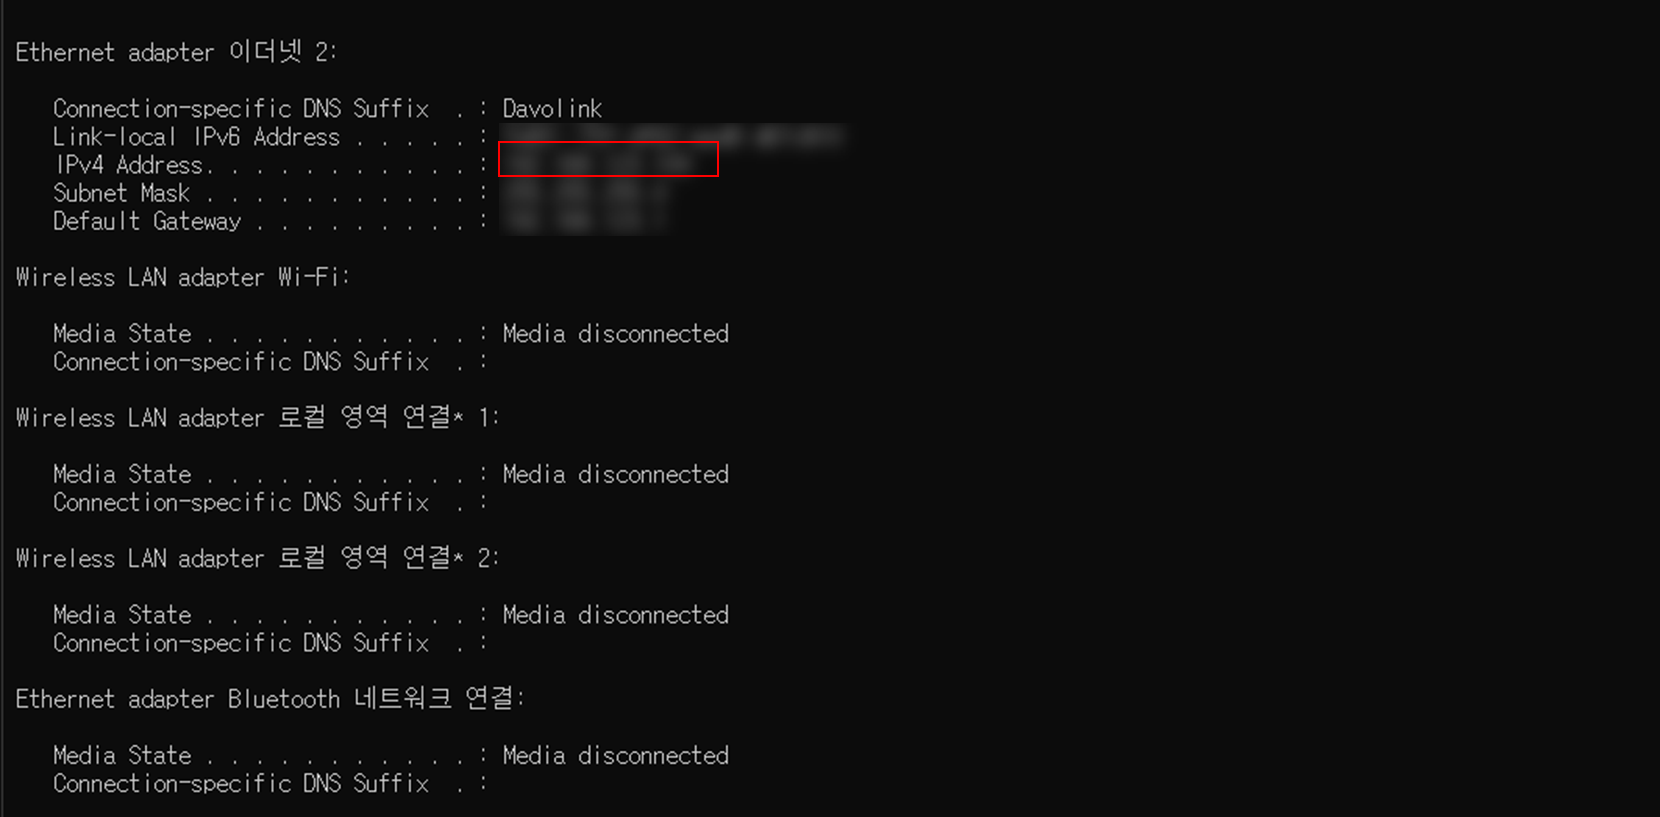 Ethernet adapter 이더넷 2:
Connection-specific DNS Suffix . : Davolink
Link-local IPv6 Address . . . . . :
IPv4 Address. . . . . . . . . . . :
Subnet Mask . . . . . . . . . . . :
Default Gateway . . . . . . . . . :
Wireless LAN adapter Wi-Fi:
Media State . . . . . . . . . . . : Media disconnected
Connection-specific DNS Suffix . :
Wireless LAN adapter 로컬 영역 연결* 1:
Media State . . . . . . . . . . . : Media disconnected
Connection-specific DNS Suffix . :
Wireless LAN adapter 로컬 영역 연결* 2:
Media State . . . . . . . . . . . : Media disconnected
Connection-specific DNS Suffix . :
Ethernet adapter Bluetooth 네트워크 연결:
Media State . . . . . . . . . . . : Media disconnected
Connection-specific DNS Suffix . :